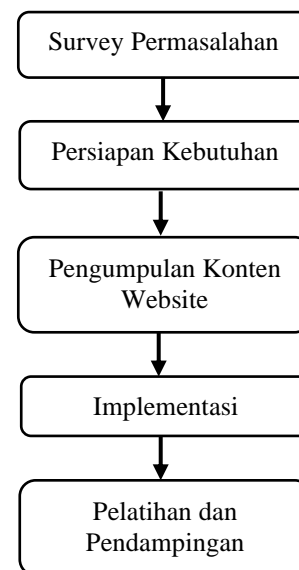 Survey Permasalahan
Persiapan Kebutuhan
Pengumpulan Konten
Website
Implementasi
Pelatihan dan
Pendampingan